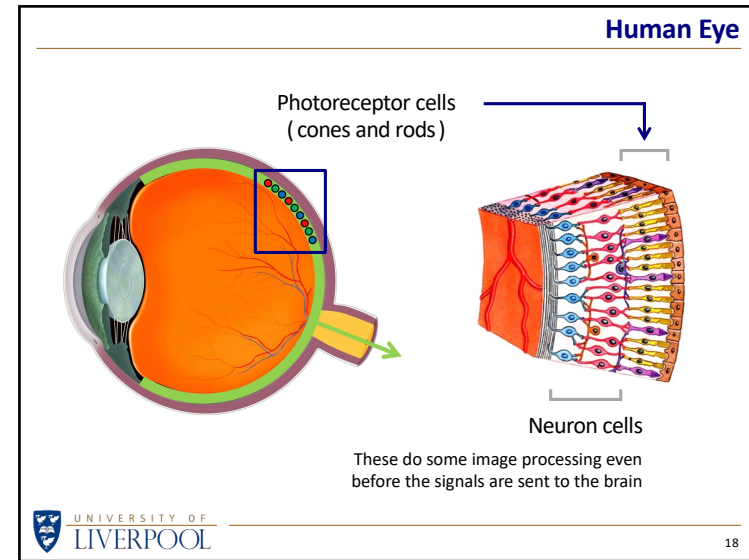 Human Eye
Photoreceptor cells
( cones and rods )
Neuron cells
These do some image processing even
before the signals are sent to the brain
UNIVERSITY OF
LIVERPOOL
18